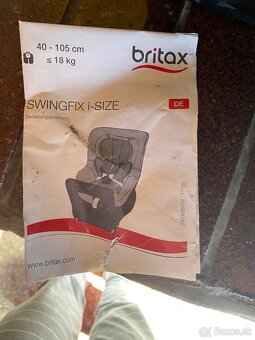 40 - 105 cm
≤ 18 kg
britax
SWINGFIX i-SIZE
Bedienungsanleitung
DE
www.britax.com
bazos.sk